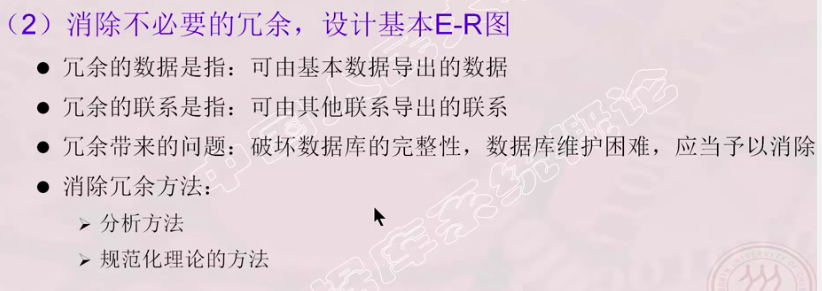 （2）消除不必要的冗余，设计基本E-R图
● 冗余的数据是指：可由基本数据导出的数据
● 冗余的联系是指：可由其他联系导出的联系
● 冗余带来的问题：破坏数据库的完整性，数据库维护困难，应当予以消除
● 消除冗余方法：
➢ 分析方法
➢ 规范化理论的方法